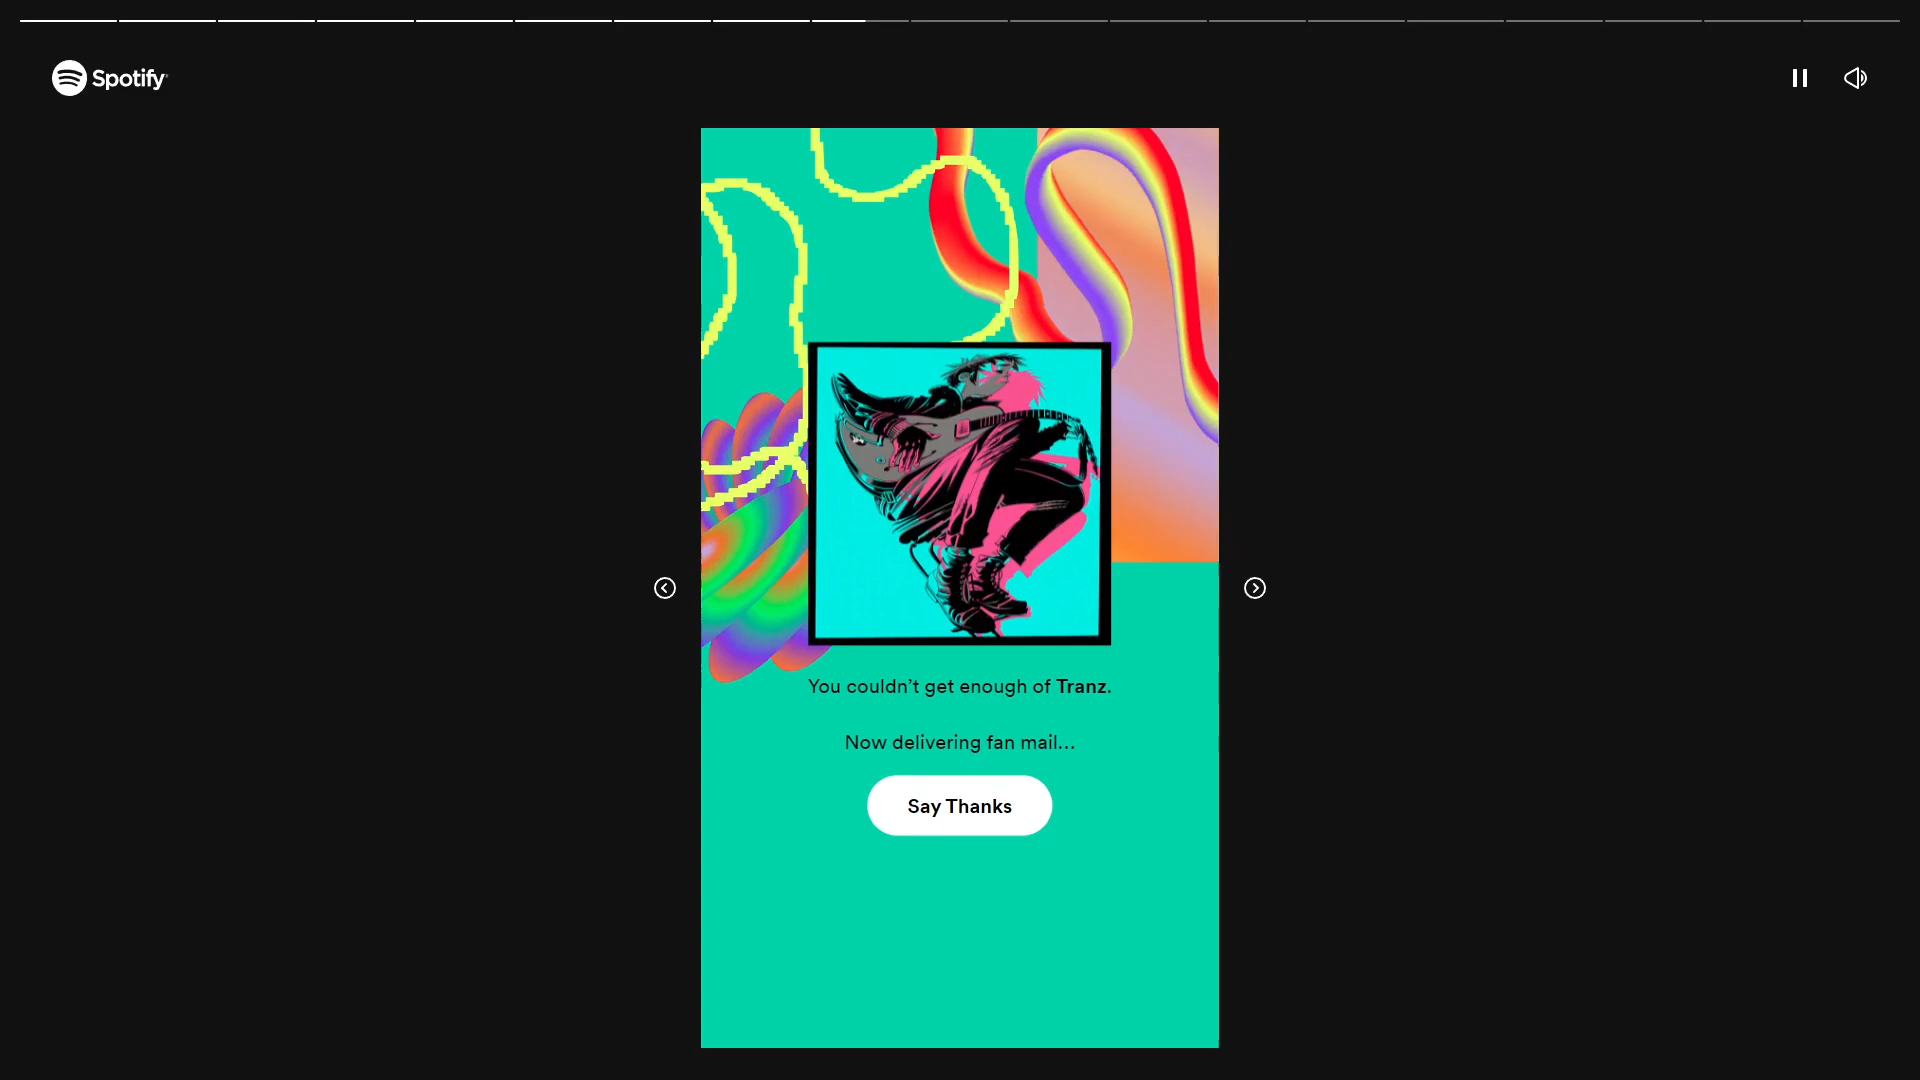 Spotify
You couldn’t get enough of Tranz.
Now delivering fan mail…
Say Thanks